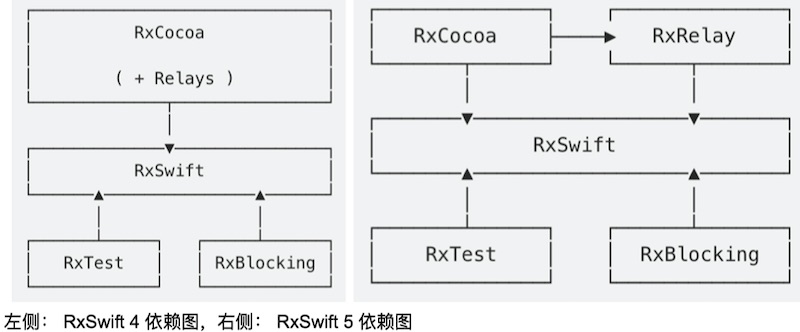 RxCocoa
( + Relays )
RxSwift
RxTest
RxBlocking
RxCocoa
RxRelay
RxSwift
RxTest
RxBlocking
左侧： RxSwift 4 依赖图，右侧： RxSwift 5 依赖图